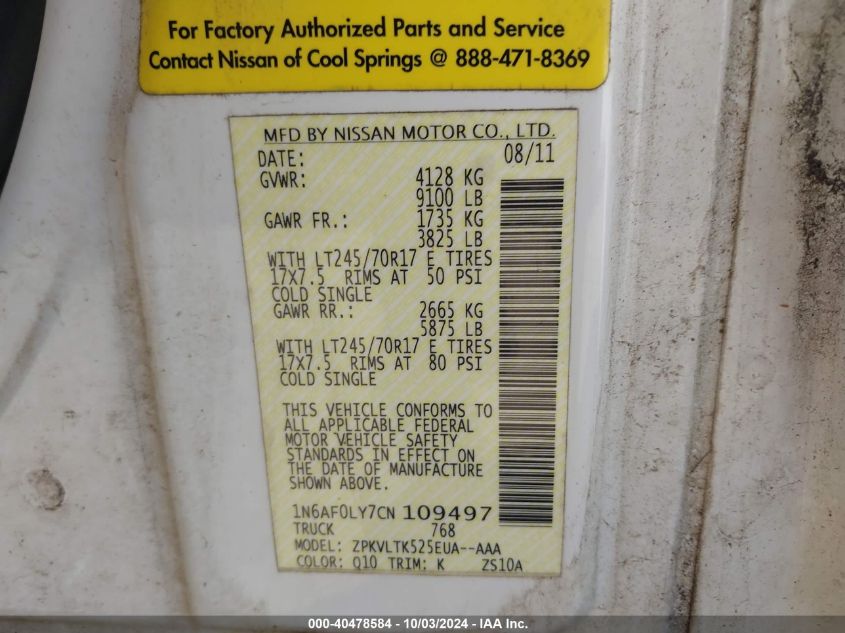 For Factory Authorized Parts and Service
Contact Nissan of Cool Springs @ 888-471-8369
MFD BY NISSAN MOTOR CO., LTD.
DATE: 08/11
GVWR: 4128 KG
9100 LB
GAWR FR.: 1735 KG
3825 LB
WITH LT245/70R17 E TIRES
17X7.5 RIMS AT 50 PSI
COLD SINGLE
GAWR RR.: 2665 KG
5875 LB
WITH LT245/70R17 E TIRES
17X7.5 RIMS AT 80 PSI
COLD SINGLE
THIS VEHICLE CONFORMS TO
ALL APPLICABLE FEDERAL
MOTOR VEHICLE SAFETY
STANDARDS IN EFFECT ON
THE DATE OF MANUFACTURE
SHOWN ABOVE.
1N6AF0LY7CN 109497
TRUCK 768
MODEL: ZPKVLTK525EUA--AAA
COLOR: Q10 TRIM: K ZS10A
000-40478584 - 10/03/2024 - IAA Inc.